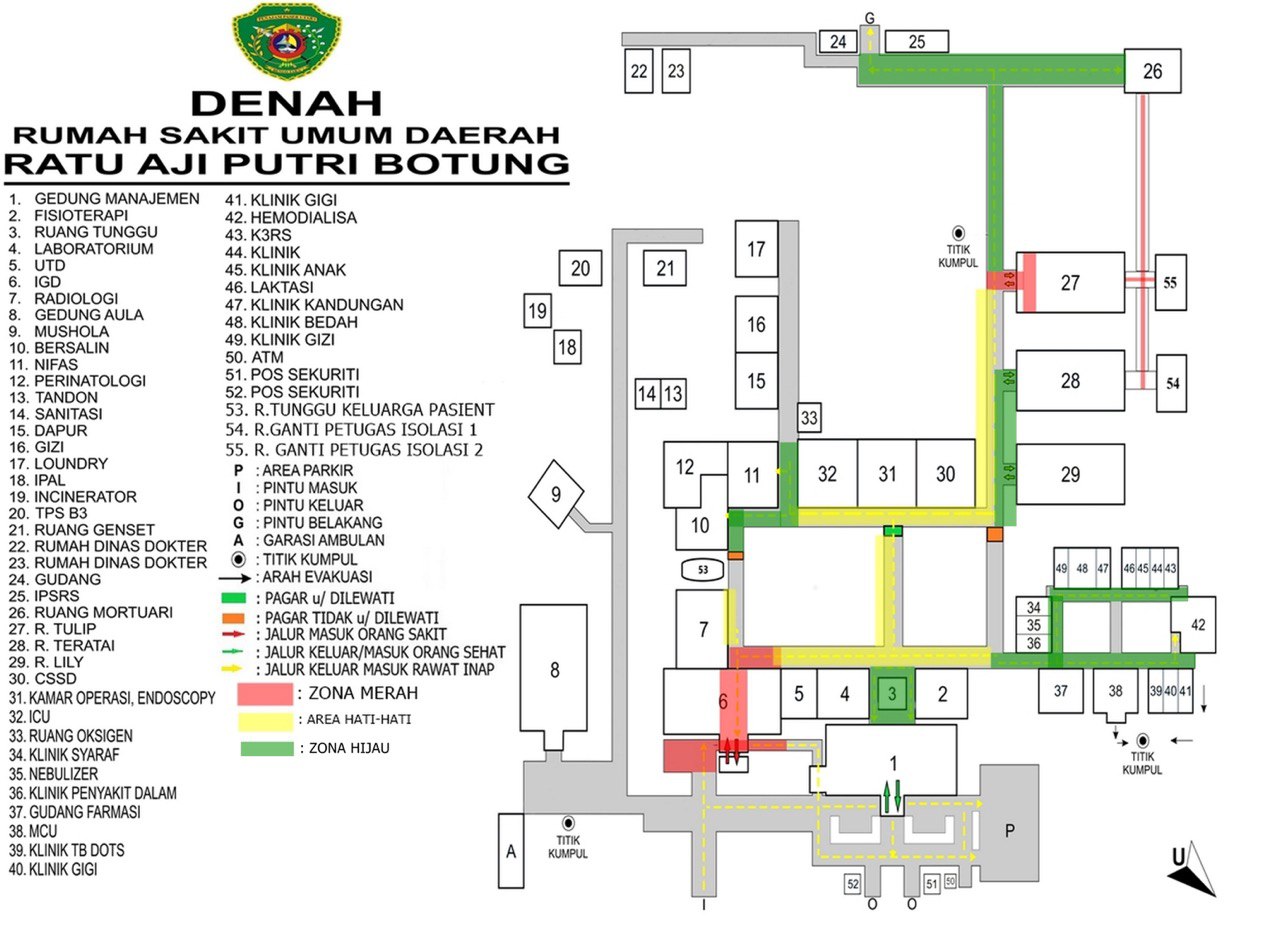 DENAH
RUMAH SAKIT UMUM DAERAH
RATU AJI PUTRI BOTUNG
1. GEDUNG MANAJEMEN
2. FISIOTERAPI
3. RUANG TUNGGU
4. LABORATORIUM
5. UTD
6. IGD
7. RADIOLOGI
8. GEDUNG AULA
9. MUSHOLA
10. BERSALIN
11. NIFAS
12. PERINATOLOGI
13. TANDON
14. SANITASI
15. DAPUR
16. GIZI
17. LOUNDRY
18. IPAL
19. INCINERATOR
20. TPS B3
21. RUANG GENSET
22. RUMAH DINAS DOKTER
23. RUMAH DINAS DOKTER
24. GUDANG
25. IPSRS
26. RUANG MORTUARI
27. R. TULIP
28. R. TERATAI
29. R. LILY
30. CSSD
31. KAMAR OPERASI, ENDOSCOPY
32. ICU
33. RUANG OKSIGEN
34. KLINIK SYARAF
35. NEBULIZER
36. KLINIK PENYAKIT DALAM
37. GUDANG FARMASI
38. MCU
39. KLINIK TB DOTS
40. KLINIK GIGI
41. KLINIK GIGI
42. HEMODIALISA
43. K3RS
44. KLINIK
45. KLINIK ANAK
46. LAKTASI
47. KLINIK KANDUNGAN
48. KLINIK BEDAH
49. KLINIK GIZI
50. ATM
51. POS SEKURITI
52. POS SEKURITI
53. R.TUNGGU KELUARGA PASIENT
54. R.GANTI PETUGAS ISOLASI 1
55. R. GANTI PETUGAS ISOLASI 2
P : AREA PARKIR
I : PINTU MASUK
O : PINTU KELUAR
G : PINTU BELAKANG
A : GARASI AMBULAN
: TITIK KUMPUL
: ARAH EVAKUASI
: PAGAR u/ DILEWATI
: PAGAR TIDAK u/ DILEWATI
: JALUR MASUK ORANG SAKIT
: JALUR KELUAR/MASUK ORANG SEHAT
: JALUR KELUAR MASUK RAWAT INAP
: ZONA MERAH
: AREA HATI-HATI
: ZONA HIJAU
G
24
25
22
23
26
TITIK
KUMPUL
17
20
21
27
55
19
16
18
28
54
15
14
13
33
12
11
32
31
30
29
9
10
53
49
48
47
46
45
44
43
34
35
36
42
7
8
6
5
4
3
2
37
38
39
40
41
TITIK
KUMPUL
1
P
A
TITIK
KUMPUL
52
51
50
I
O
O
U